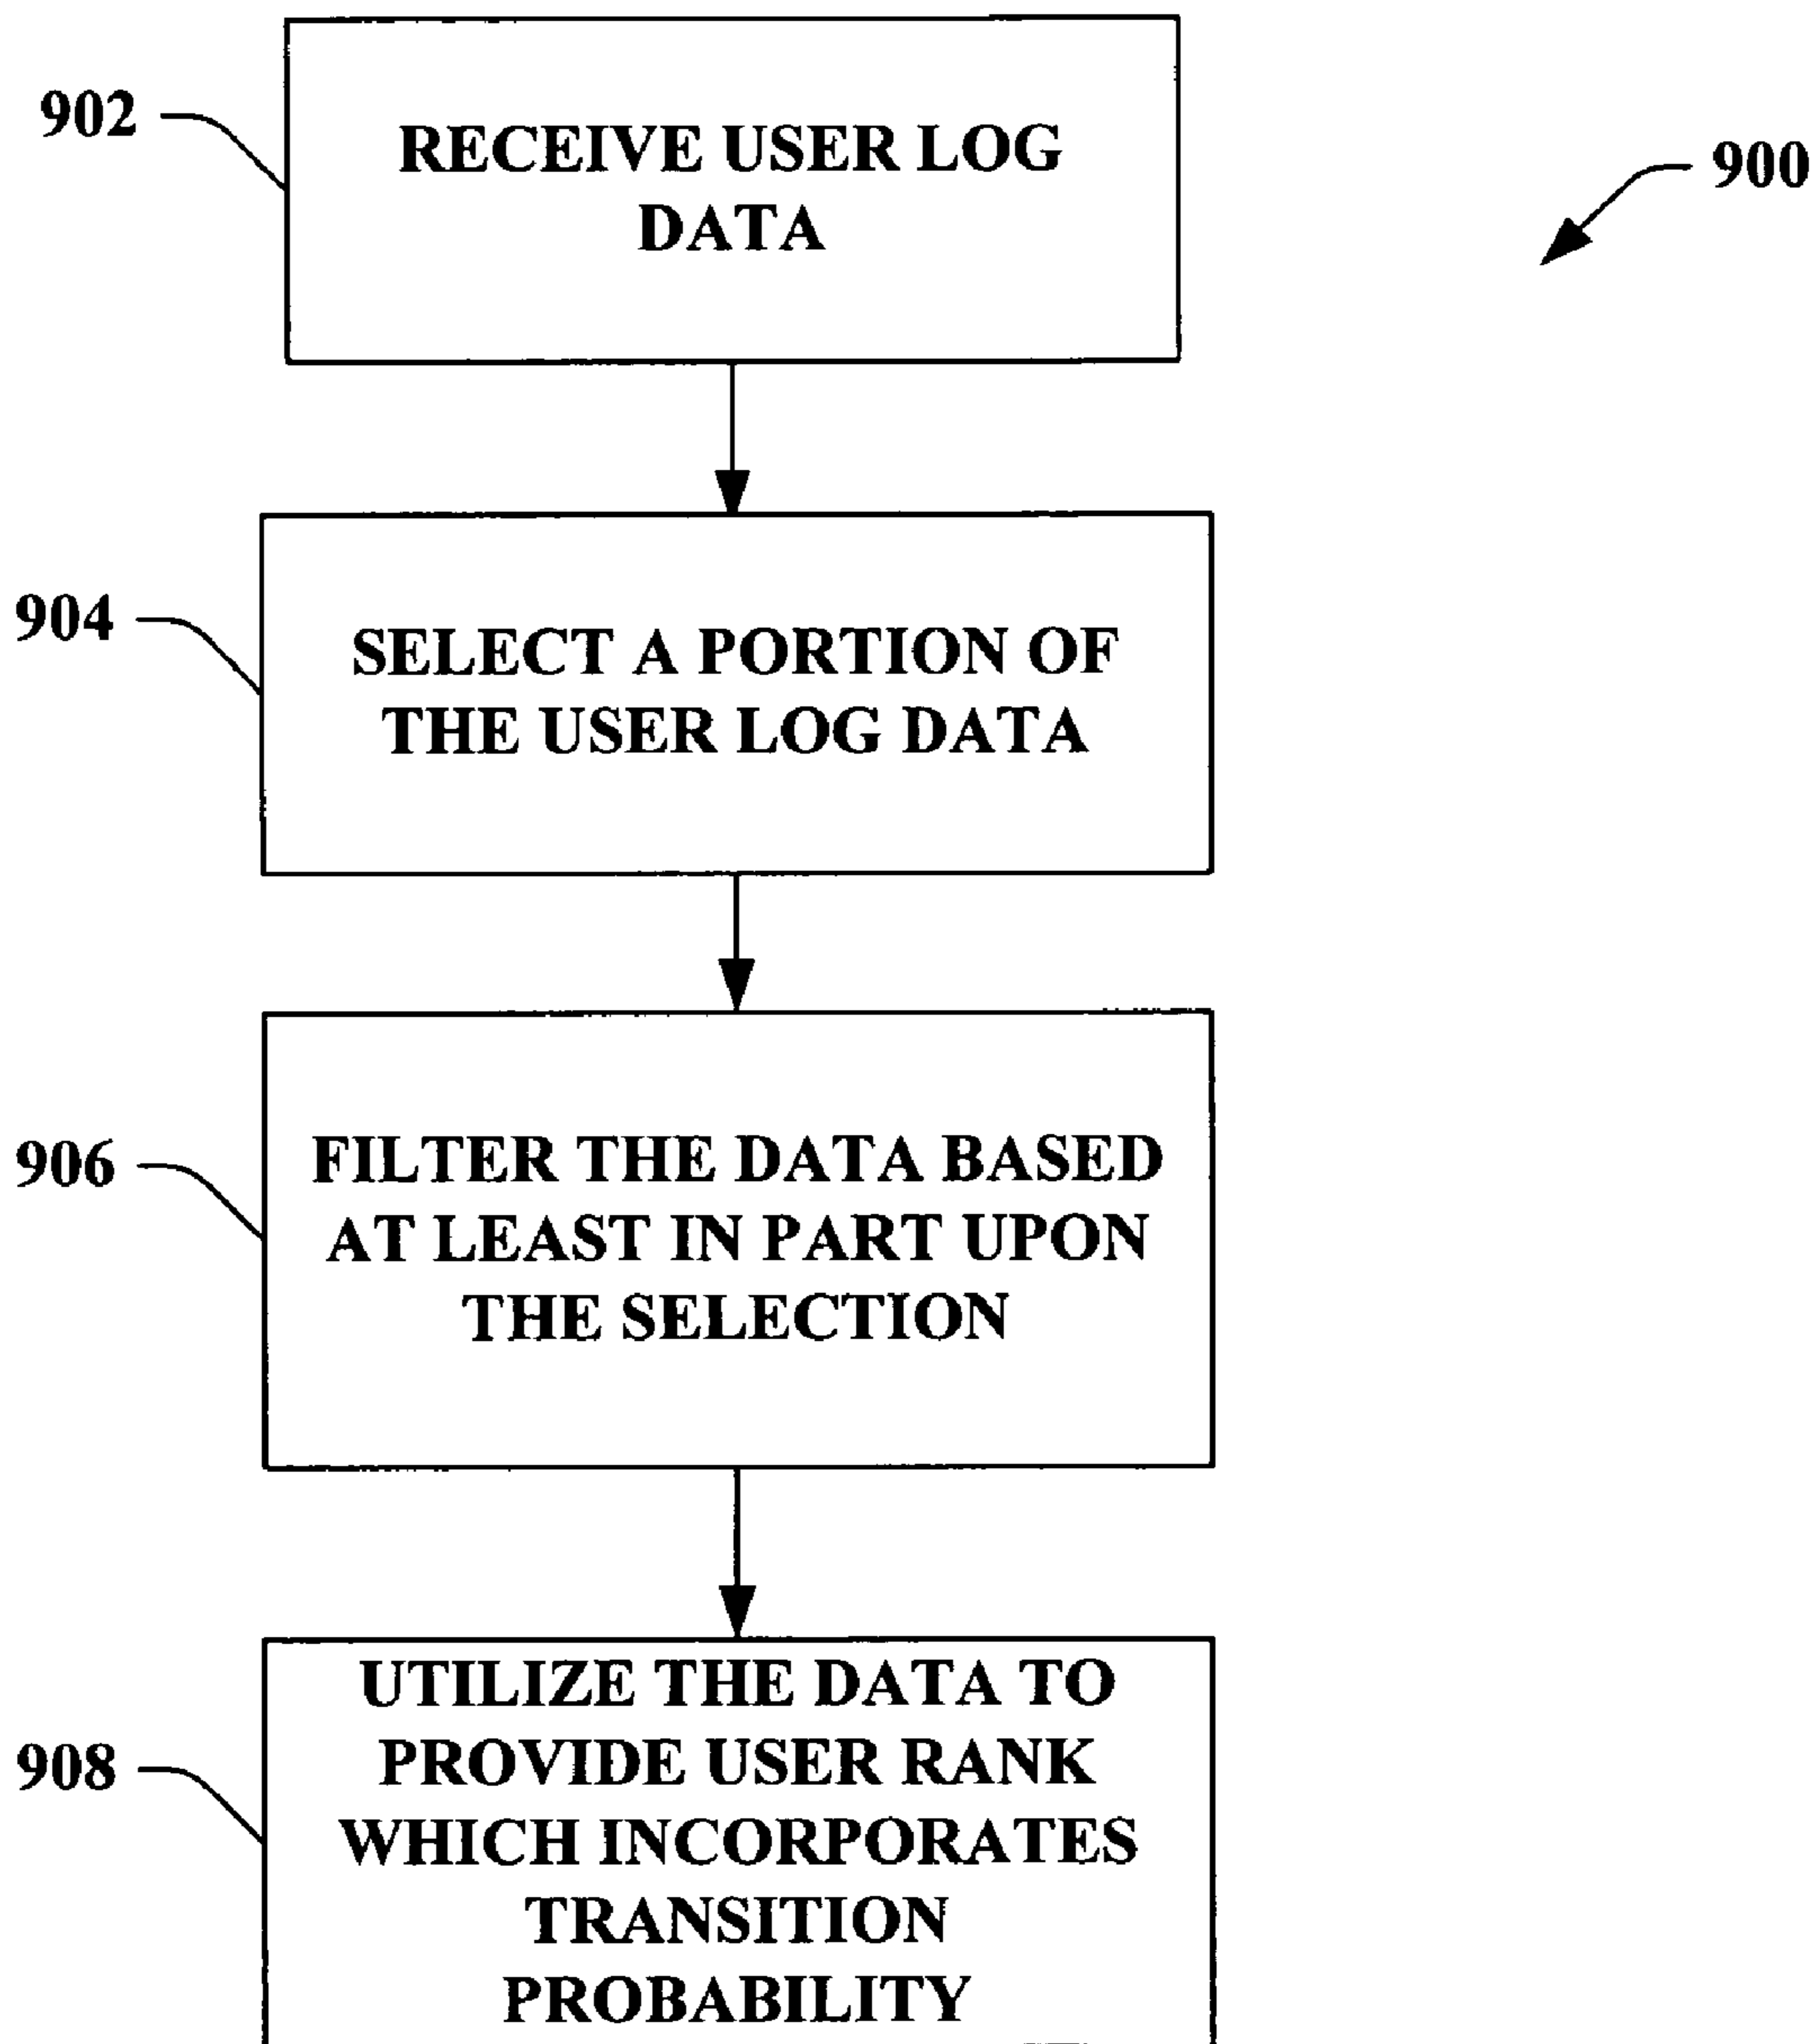 902
RECEIVE USER LOG
DATA
900
904
SELECT A PORTION OF
THE USER LOG DATA
906
FILTER THE DATA BASED
AT LEAST IN PART UPON
THE SELECTION
908
UTILIZE THE DATA TO
PROVIDE USER RANK
WHICH INCORPORATES
TRANSITION
PROBABILITY